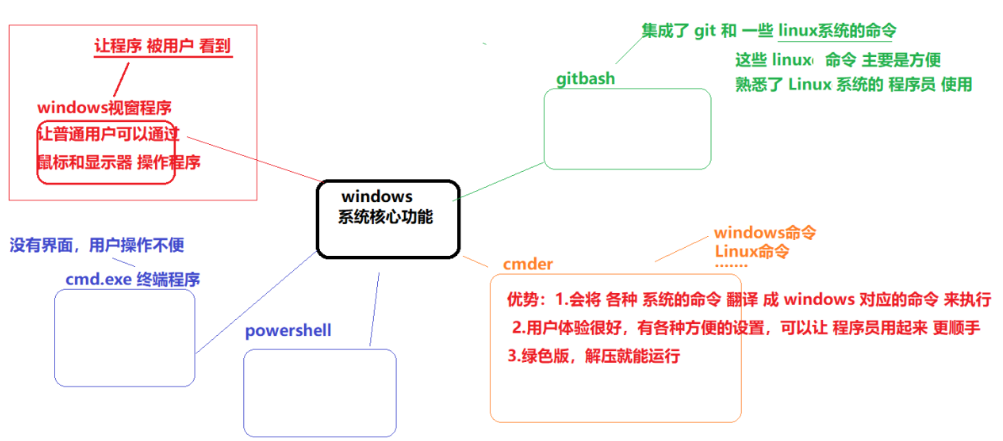 让程序 被用户 看到
windows视窗程序
让普通用户可以通过
鼠标和显示器 操作程序
集成了 git 和 一些 linux系统的命令
这些 linux 命令 主要是方便
熟悉了 Linux 系统的 程序员 使用
gitbash
windows
系统核心功能
没有界面，用户操作不便
cmd.exe 终端程序
powershell
windows命令
Linux命令
.......
cmder
优势：1.会将 各种 系统的命令 翻译 成 windows 对应的命令 来执行
2.用户体验很好，有各种方便的设置，可以让 程序员用起来 更顺手
3.绿色版，解压就能运行